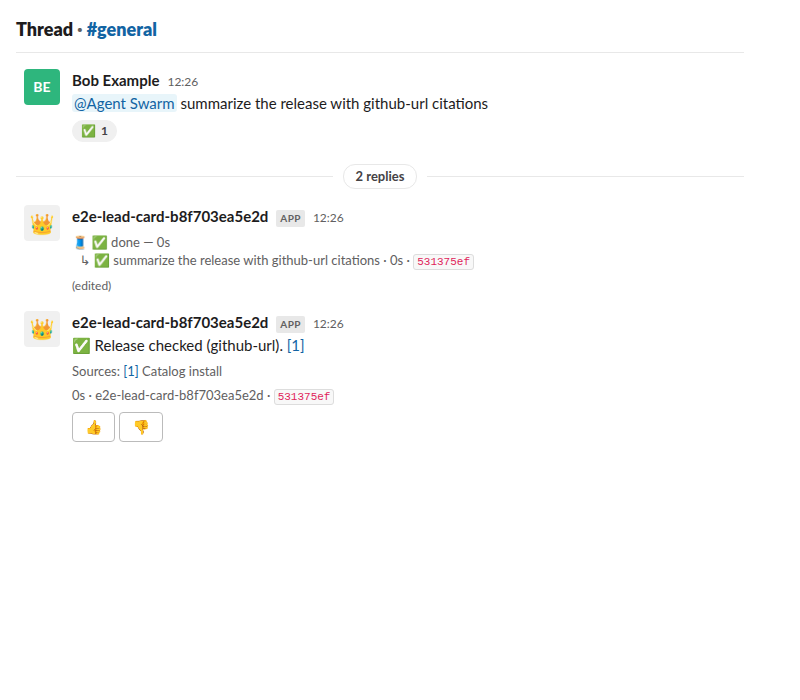 Thread • #general
BE
Bob Example 12:26
@Agent Swarm summarize the release with github-url citations
✅ 1
2 replies
e2e-lead-card-b8f703ea5e2d APP 12:26
🧵 ✅ done — 0s
↳ ✅ summarize the release with github-url citations · 0s · 531375ef
(edited)
e2e-lead-card-b8f703ea5e2d APP 12:26
✅ Release checked (github-url). [1]
Sources: [1] Catalog install
0s · e2e-lead-card-b8f703ea5e2d · 531375ef
👍 👎